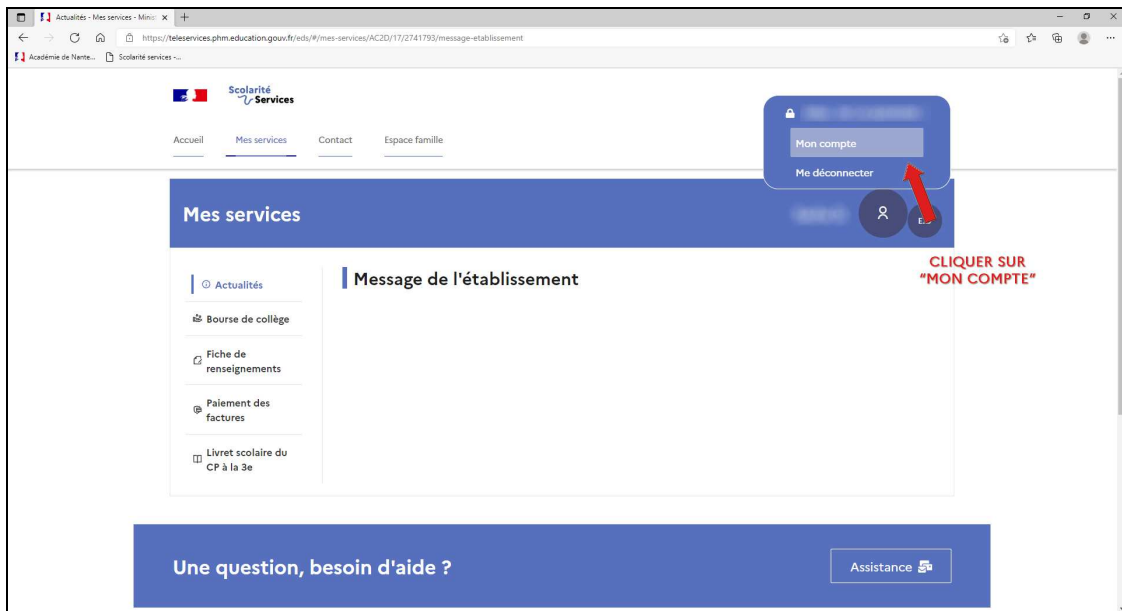 Actualités - Mes services - Minis
https://teleservices.phm.education.gouv.fr/eds/#/mes-services/AC2D/17/2741793/message-etablissement
Académie de Nante...
Scolarité services -...
Scolarité
Services
Accueil
Mes services
Contact
Espace famille
Mon compte
Me déconnecter
Mes services
CLIQUER SUR
"MON COMPTE"
Actualités
Message de l'établissement
Bourse de collège
Fiche de
renseignements
Paiement des
factures
Livret scolaire du
CP à la 3e
Une question, besoin d'aide ?
Assistance